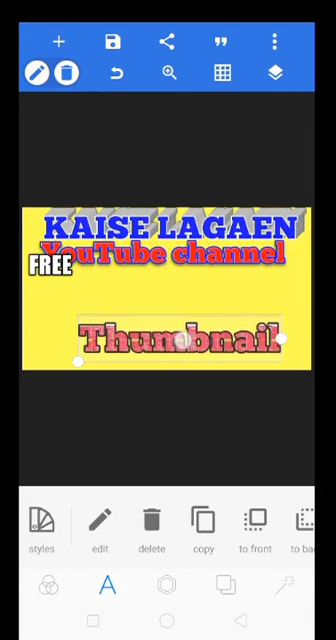 KAISE LAGAEN
YouTube channel
FREE
Thumbnail
styles
edit
delete
copy
to front
to ba